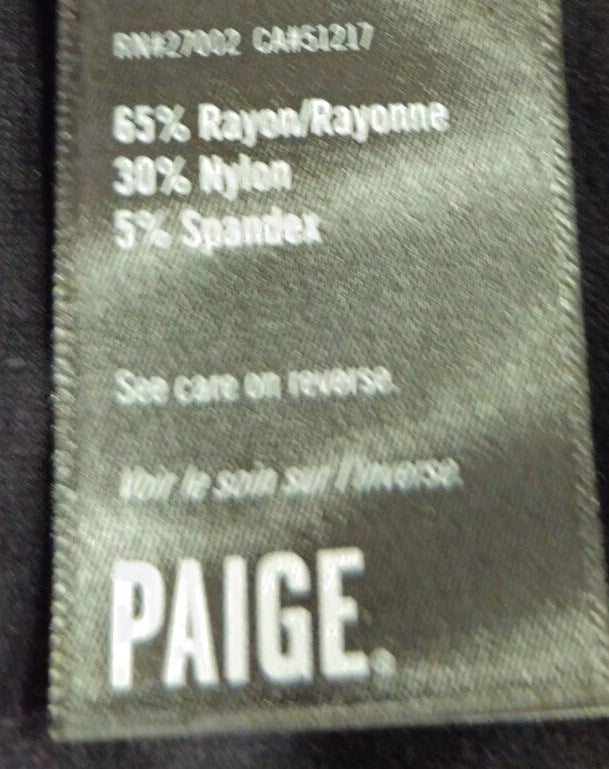 RN#27002 CA#51217
65% Rayon/Rayonne
30% Nylon
5% Spandex
See care on reverse.
Voir le soin sur l'inverse.
PAIGE.